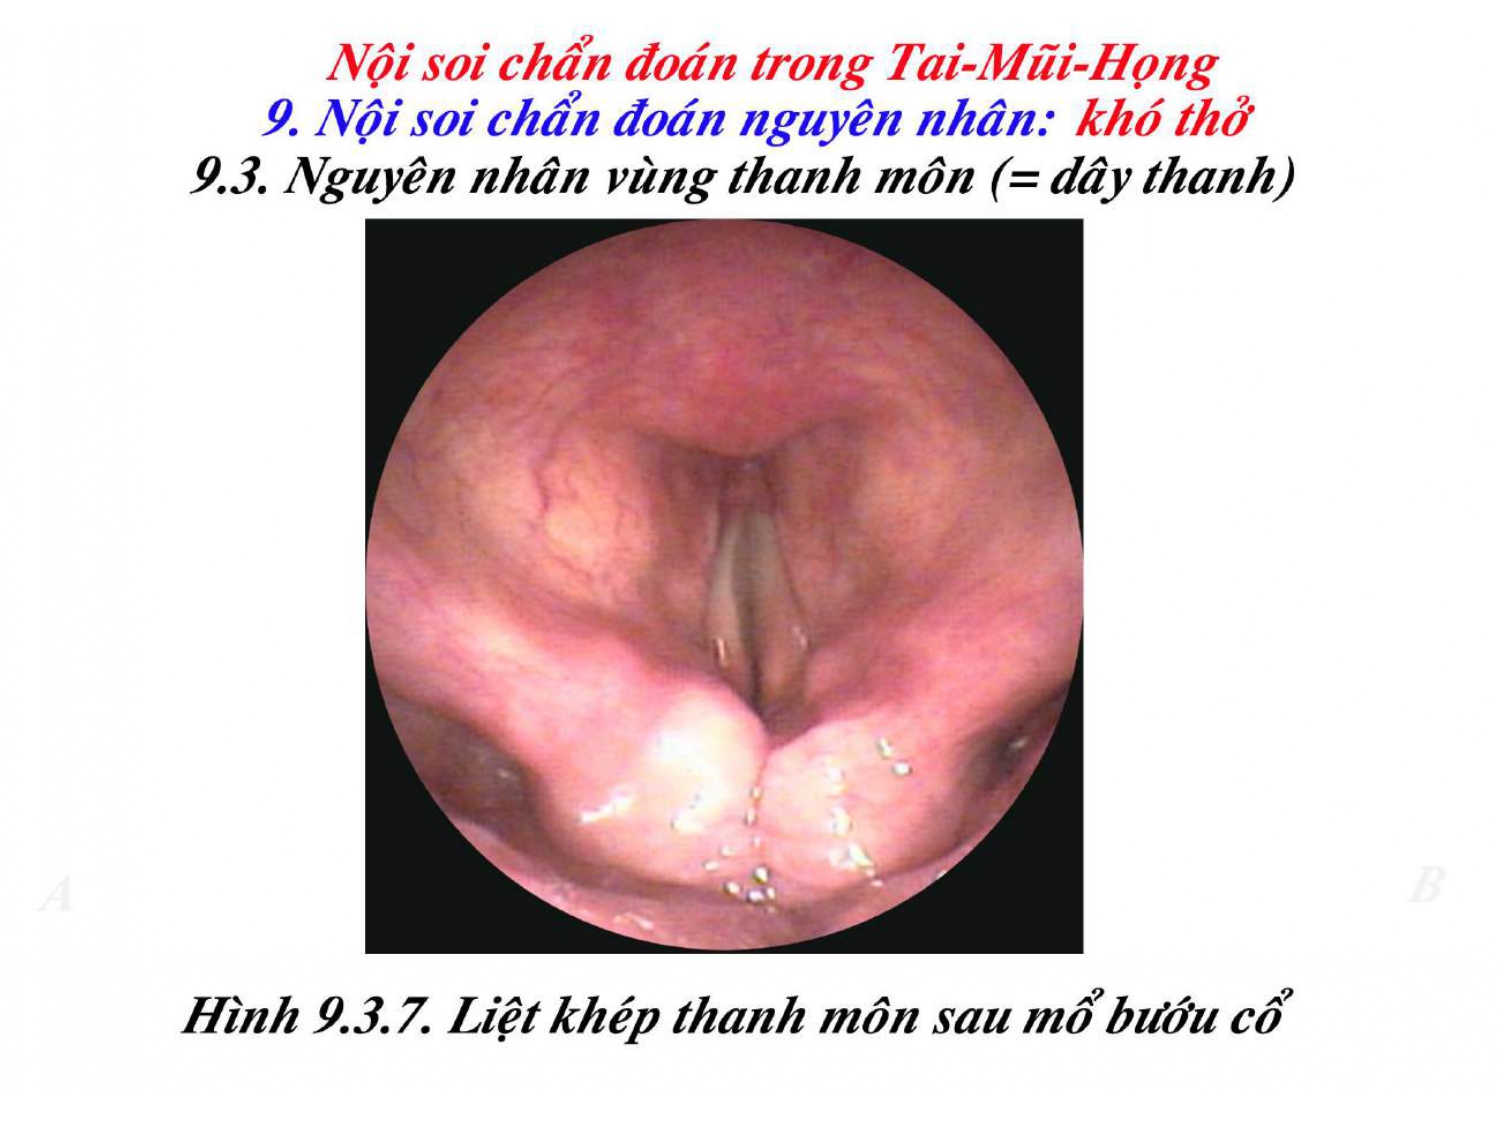 Nội soi chẩn đoán trong Tai-Mũi-Họng
9. Nội soi chẩn đoán nguyên nhân: khó thở
9.3. Nguyên nhân vùng thanh môn (= dây thanh)
A
B
Hình 9.3.7. Liệt khép thanh môn sau mổ bướu cổ